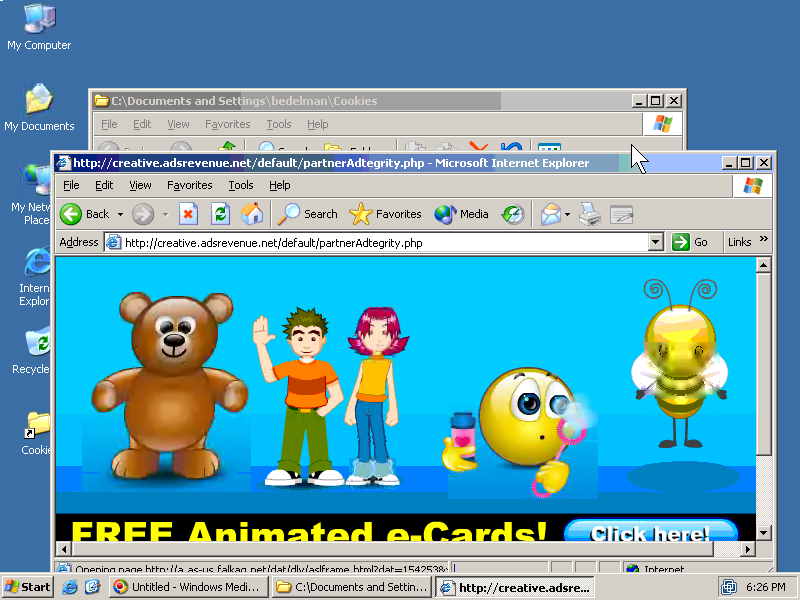 My Computer
C:\Documents and Settings\bedelman\Cookies
File Edit View Favorites Tools Help
My Documents
http://creative.adsrevenue.net/default/partnerAdtegrity.php - Microsoft Internet Explorer
File Edit View Favorites Tools Help
My Netw
Place
Back Search Favorites Media
Address http://creative.adsrevenue.net/default/partnerAdtegrity.php Go Links »
Intern
Explor
Recycle
Cookie
FREE Animated e-Cards! Click here!
Opening page http://a.as-us.falkag.net/dat/dlv/aslframe.html?dat=1542538& Internet
Start Untitled - Windows Medi... C:\Documents and Settin... http://creative.adsre... 6:26 PM